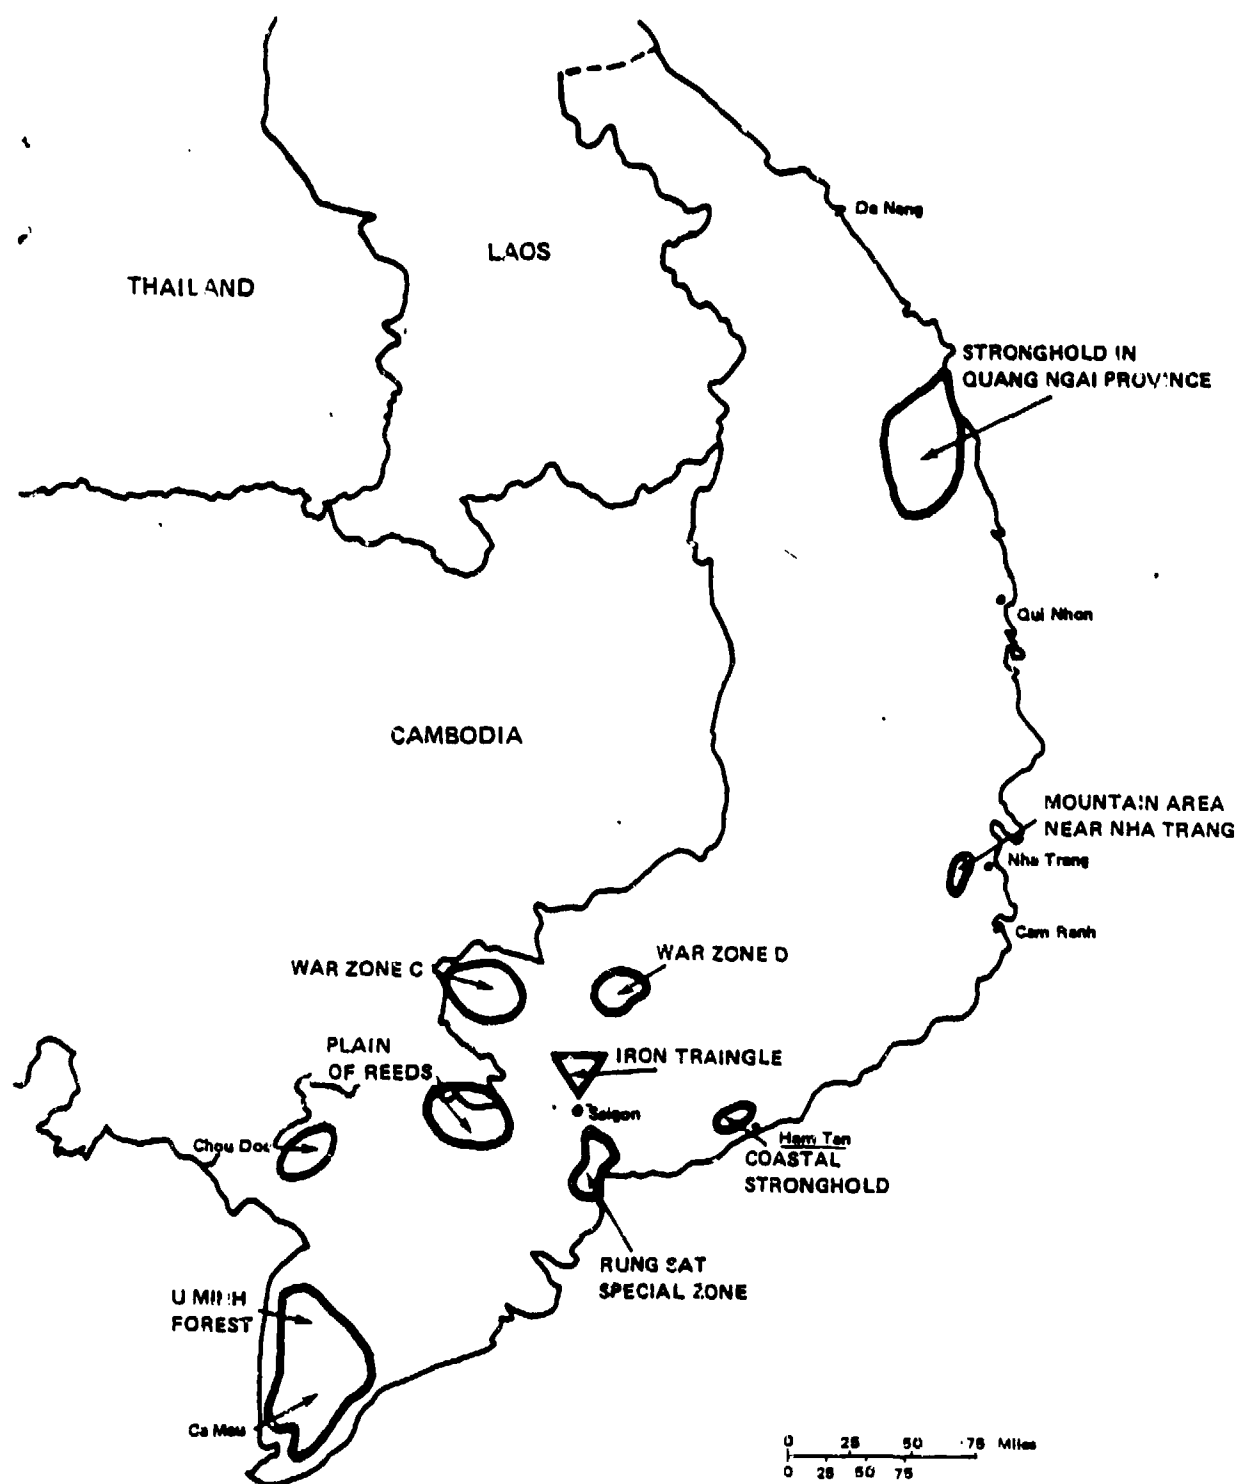 Da Nang
LAOS
THAILAND
STRONGHOLD IN
QUANG NGAI PROVINCE
Qui Nhon
CAMBODIA
MOUNTAIN AREA
NEAR NHA TRANG
Nha Trang
Cam Ranh
WAR ZONE C
WAR ZONE D
PLAIN
OF REEDS
IRON TRAINGLE
Saigon
Chou Doc
Ham Tan
COASTAL
STRONGHOLD
RUNG SAT
SPECIAL ZONE
U MINH
FOREST
Ca Mau
0 25 50 75 Miles
0 25 50 75